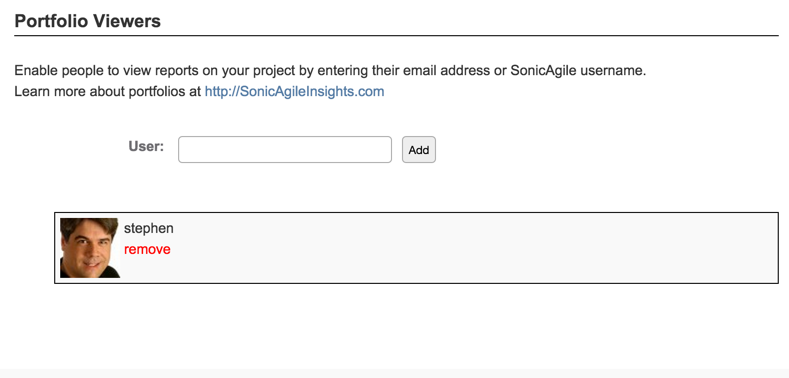 Portfolio Viewers
Enable people to view reports on your project by entering their email address or SonicAgile username.
Learn more about portfolios at http://SonicAgileInsights.com
User:
Add
stephen
remove